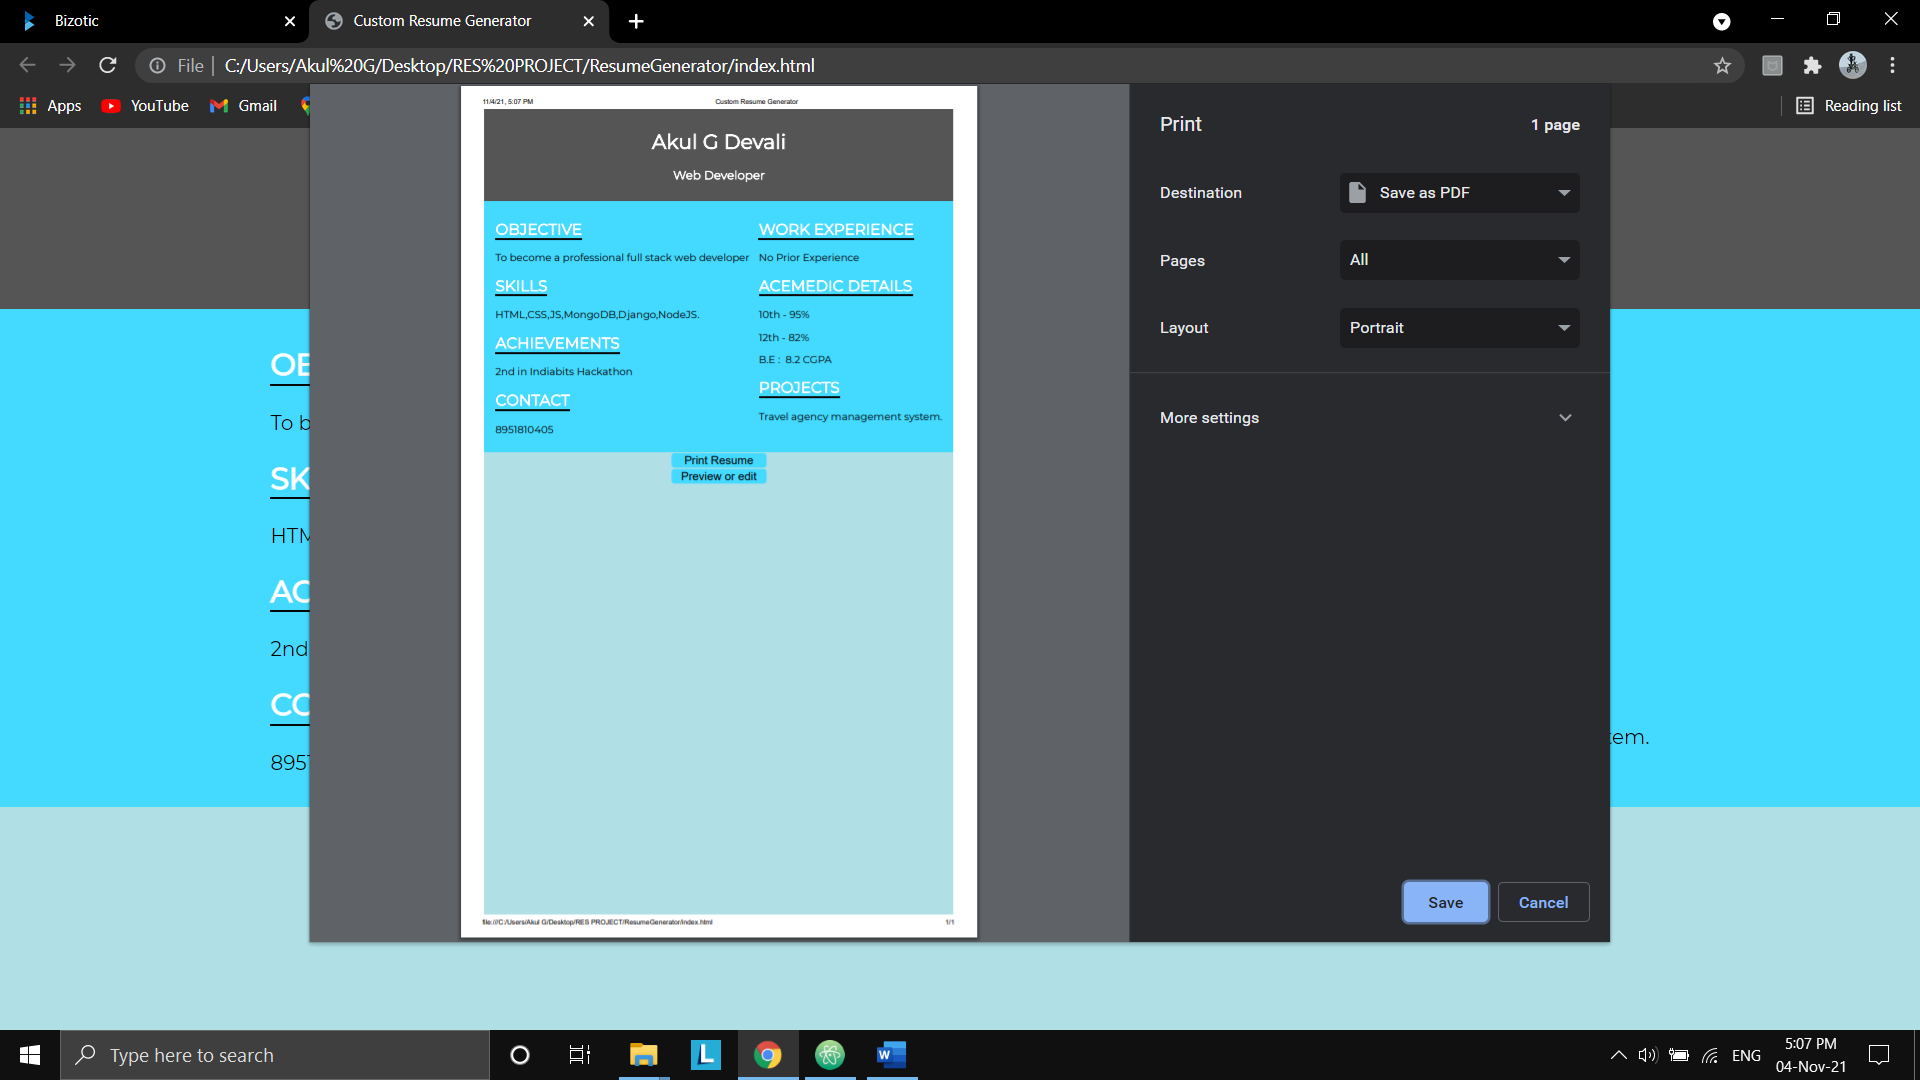 Bizotic
Custom Resume Generator
File
C:/Users/Akul%20G/Desktop/RES%20PROJECT/ResumeGenerator/index.html
Apps
YouTube
Gmail
Reading list
11/4/21, 5:07 PM
Custom Resume Generator
Akul G Devali
Web Developer
OBJECTIVE
To become a professional full stack web developer
SKILLS
HTML,CSS,JS,MongoDB,Django,NodeJS.
ACHIEVEMENTS
2nd in Indiabits Hackathon
CONTACT
8951810405
WORK EXPERIENCE
No Prior Experience
ACEMEDIC DETAILS
10th - 95%
12th - 82%
B.E : 8.2 CGPA
PROJECTS
Travel agency management system.
Print Resume
Preview or edit
file:///C:/Users/Akul G/Desktop/RES PROJECT/ResumeGenerator/index.html
1/1
Print
1 page
Destination
Save as PDF
Pages
All
Layout
Portrait
More settings
Save
Cancel
OB
To b
SK
HTM
AC
2nd
CO
895
tem.
Type here to search
L
W
ENG
5:07 PM
04-Nov-21